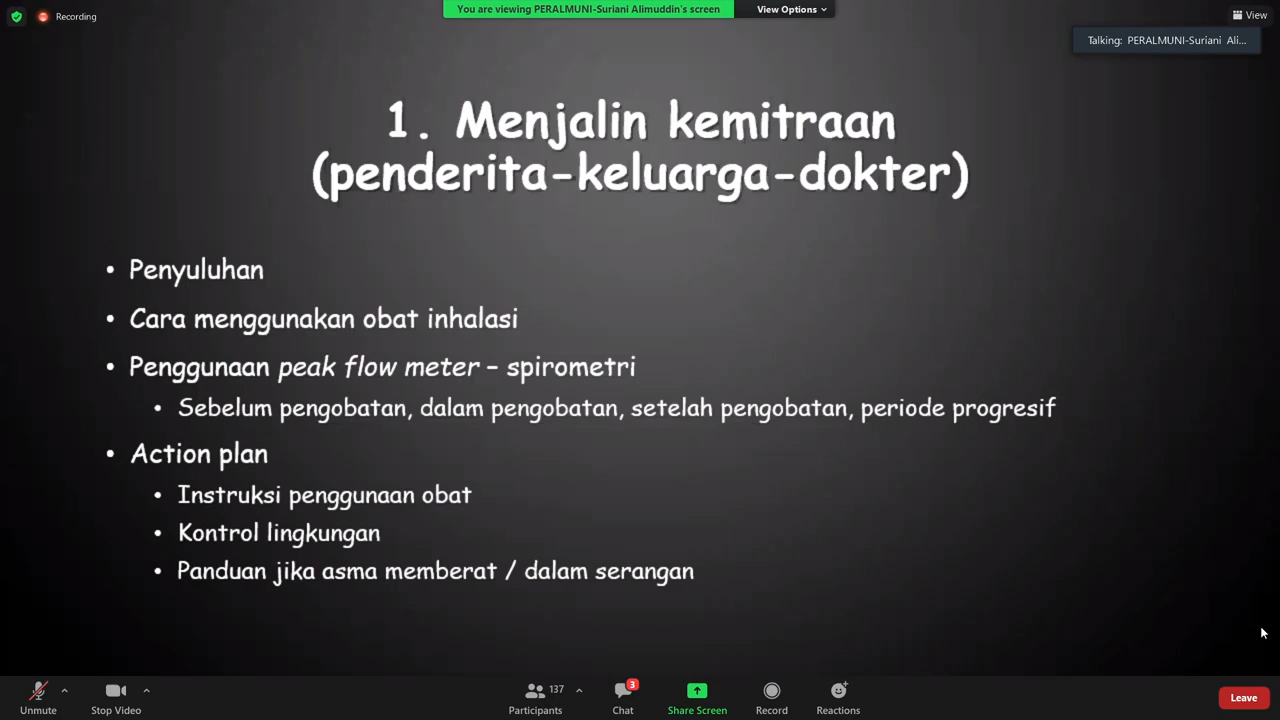 Recording
You are viewing PERALMUNI-Suriani Alimuddin's screen
View Options
View
Talking: PERALMUNI-Suriani Ali...
1. Menjalin kemitraan
(penderita-keluarga-dokter)
• Penyuluhan
• Cara menggunakan obat inhalasi
• Penggunaan peak flow meter – spirometri
• Sebelum pengobatan, dalam pengobatan, setelah pengobatan, periode progresif
• Action plan
• Instruksi penggunaan obat
• Kontrol lingkungan
• Panduan jika asma memberat / dalam serangan
Unmute
Stop Video
137
Participants
3
Chat
Share Screen
Record
Reactions
Leave